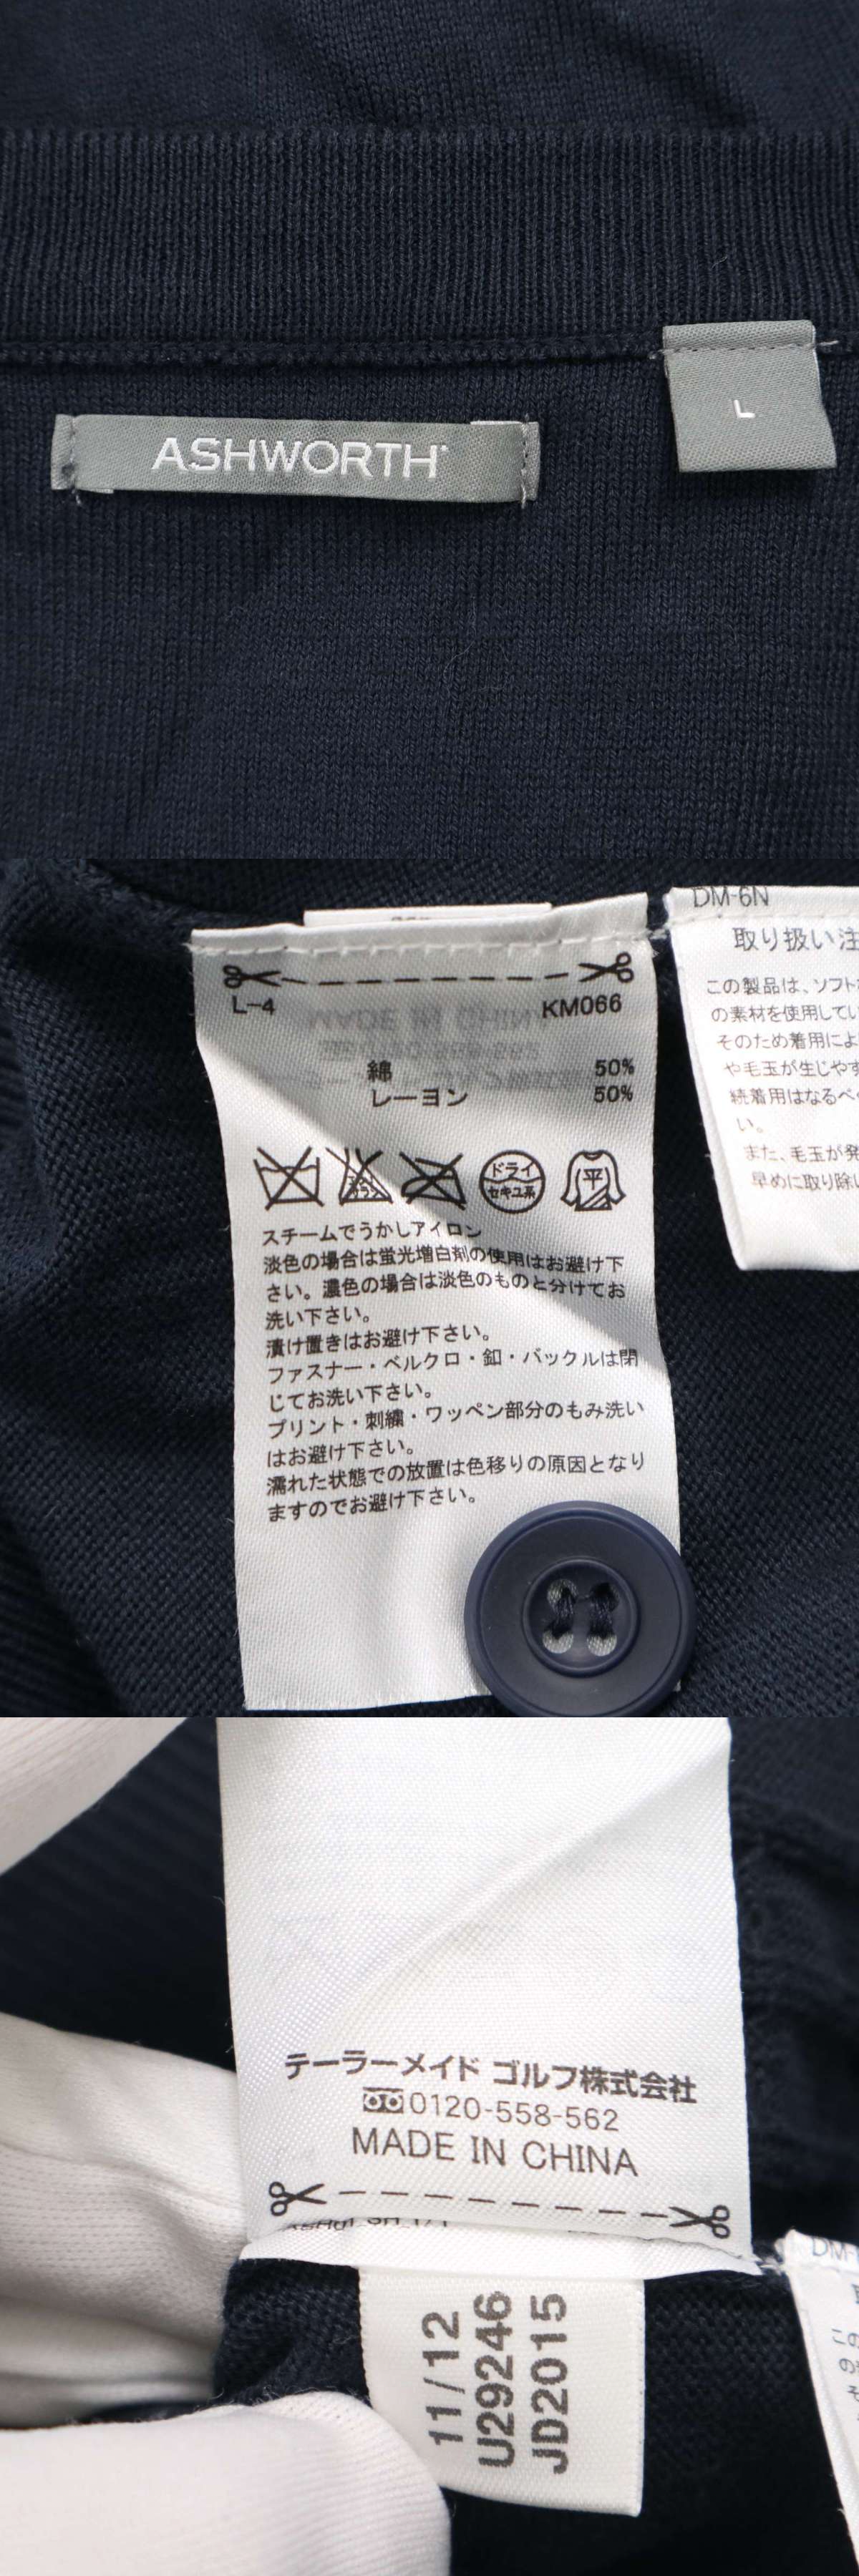 ASHWORTH
L
L-4 KM066
綿 50%
レーヨン 50%
ドライ
セキユ系
平
スチームでうかしアイロン
淡色の場合は蛍光増白剤の使用はお避け下
さい。濃色の場合は淡色のものと分けてお
洗い下さい。
漬け置きはお避け下さい。
ファスナー・ベルクロ・釦・バックルは閉
じてお洗い下さい。
プリント・刺繍・ワッペン部分のもみ洗い
はお避け下さい。
濡れた状態での放置は色移りの原因となり
ますのでお避け下さい。
DM-6N
取り扱い注
この製品は、ソフト
の素材を使用してい
そのため着用によ
や毛玉が生じやす
続着用はなるべ
い。
また、毛玉が発
早めに取り除
テーラーメイド ゴルフ株式会社
0120-558-562
MADE IN CHINA
11/12
U29246
JD2015